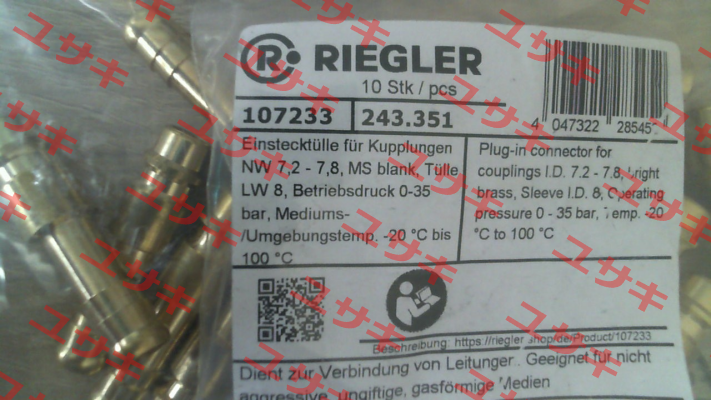 RIEGLER
10 Stk / pcs
107233 243.351
4 047322 28545
Einstecktülle für Kupplungen
NW 7,2 - 7,8, MS blank, Tülle
LW 8, Betriebsdruck 0-35
bar, Mediums-
/Umgebungstemp. -20 °C bis
100 °C
Plug-in connector for
couplings I.D. 7.2 - 7.8, bright
brass, Sleeve I.D. 8, Operating
pressure 0 - 35 bar, Temp. -20
°C to 100 °C
Beschreibung: https://riegler.shop/de/Product/107233
Dient zur Verbindung von Leitungen. Geeignet für nicht
aggressive, ungiftige, gasförmige Medien
ユサキ